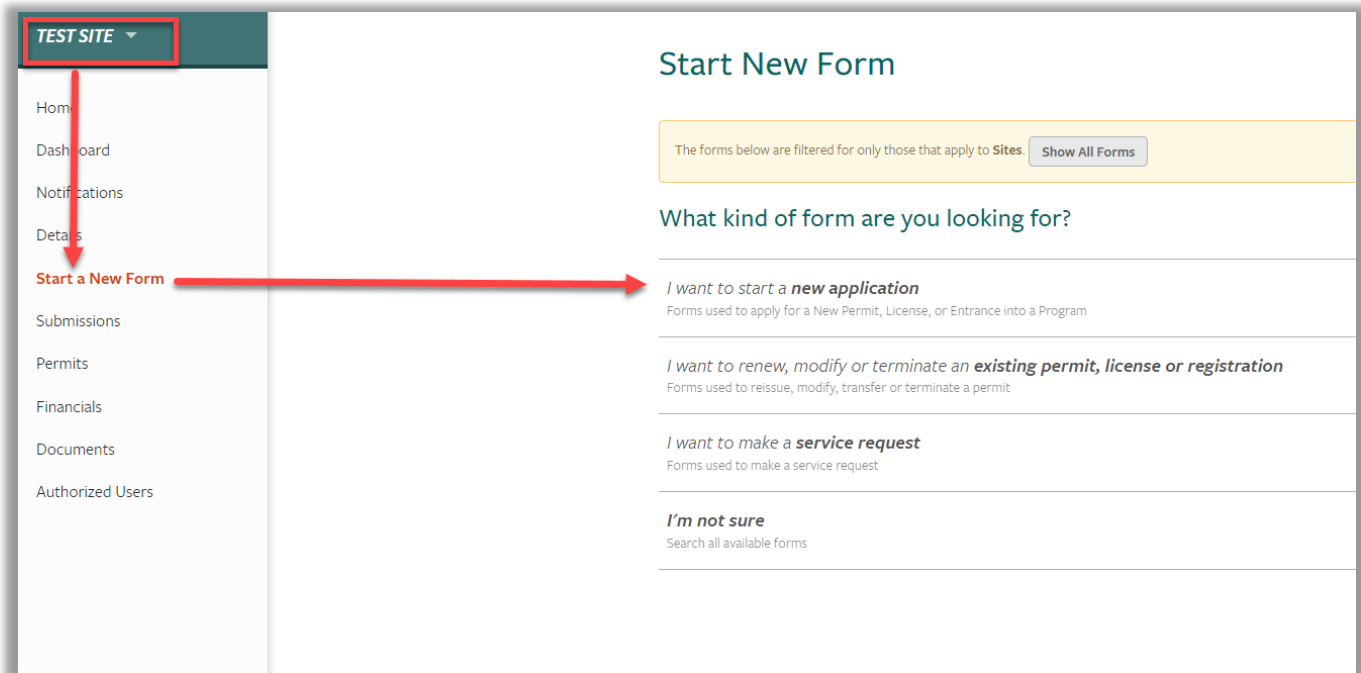 TEST SITE
Home
Dashboard
Notifications
Details
Start a New Form
Submissions
Permits
Financials
Documents
Authorized Users
Start New Form
The forms below are filtered for only those that apply to Sites. Show All Forms
What kind of form are you looking for?
I want to start a new application
Forms used to apply for a New Permit, License, or Entrance into a Program
I want to renew, modify or terminate an existing permit, license or registration
Forms used to reissue, modify, transfer or terminate a permit
I want to make a service request
Forms used to make a service request
I'm not sure
Search all available forms